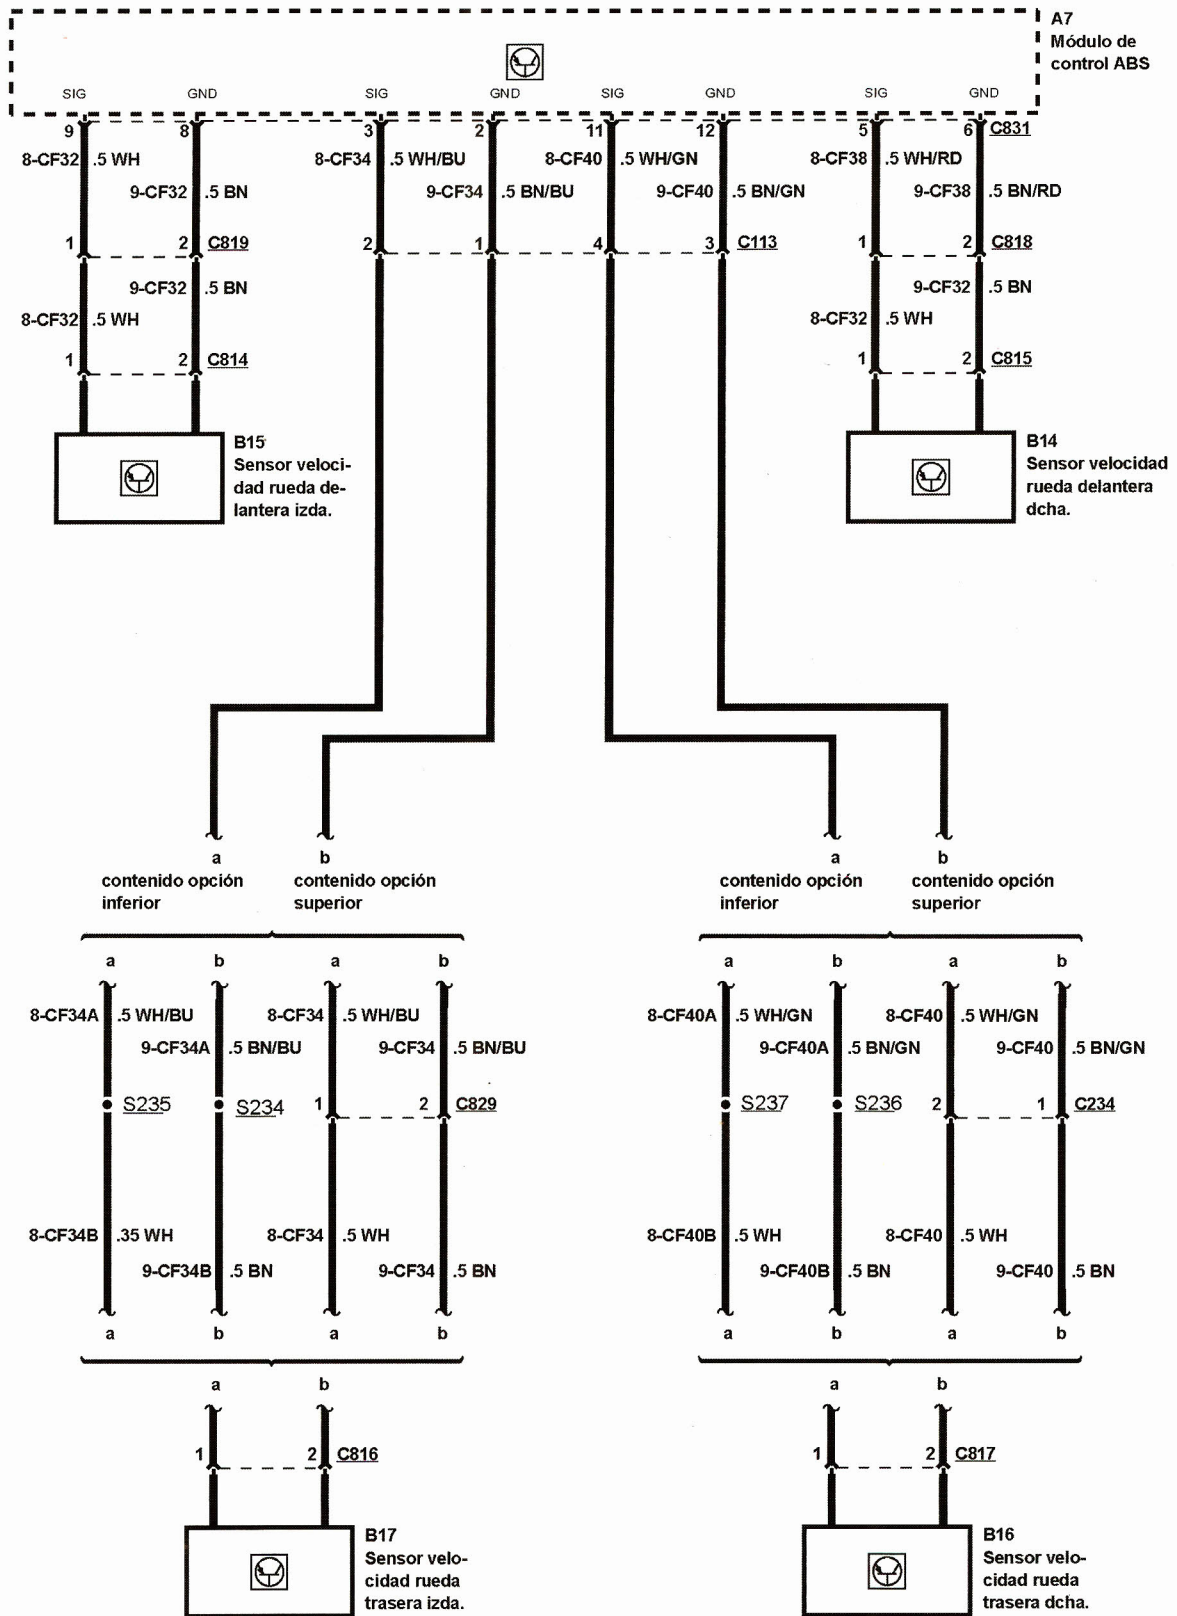 A7
Módulo de
control ABS
SIG GND SIG GND SIG GND SIG GND
9 8 3 2 11 12 5 6 C831
8-CF32 .5 WH 8-CF34 .5 WH/BU 8-CF40 .5 WH/GN 8-CF38 .5 WH/RD
9-CF32 .5 BN 9-CF34 .5 BN/BU 9-CF40 .5 BN/GN 9-CF38 .5 BN/RD
1 2 C819 2 1 4 3 C113 1 2 C818
9-CF32 .5 BN 9-CF32 .5 BN
8-CF32 .5 WH 8-CF32 .5 WH
1 2 C814 1 2 C815
B15
Sensor veloci-
dad rueda de-
lantera izda.
B14
Sensor velocidad
rueda delantera
dcha.
a b a b
contenido opción contenido opción contenido opción contenido opción
inferior superior inferior superior
a b a b a b a b
8-CF34A .5 WH/BU 8-CF34 .5 WH/BU 8-CF40A .5 WH/GN 8-CF40 .5 WH/GN
9-CF34A .5 BN/BU 9-CF34 .5 BN/BU 9-CF40A .5 BN/GN 9-CF40 .5 BN/GN
S235 S234 1 2 C829 S237 S236 2 1 C234
8-CF34B .35 WH 8-CF34 .5 WH 8-CF40B .5 WH 8-CF40 .5 WH
9-CF34B .5 BN 9-CF34 .5 BN 9-CF40B .5 BN 9-CF40 .5 BN
a b a b a b a b
a b a b
1 2 C816 1 2 C817
B17
Sensor velo-
cidad rueda
trasera izda.
B16
Sensor velo-
cidad rueda
trasera dcha.